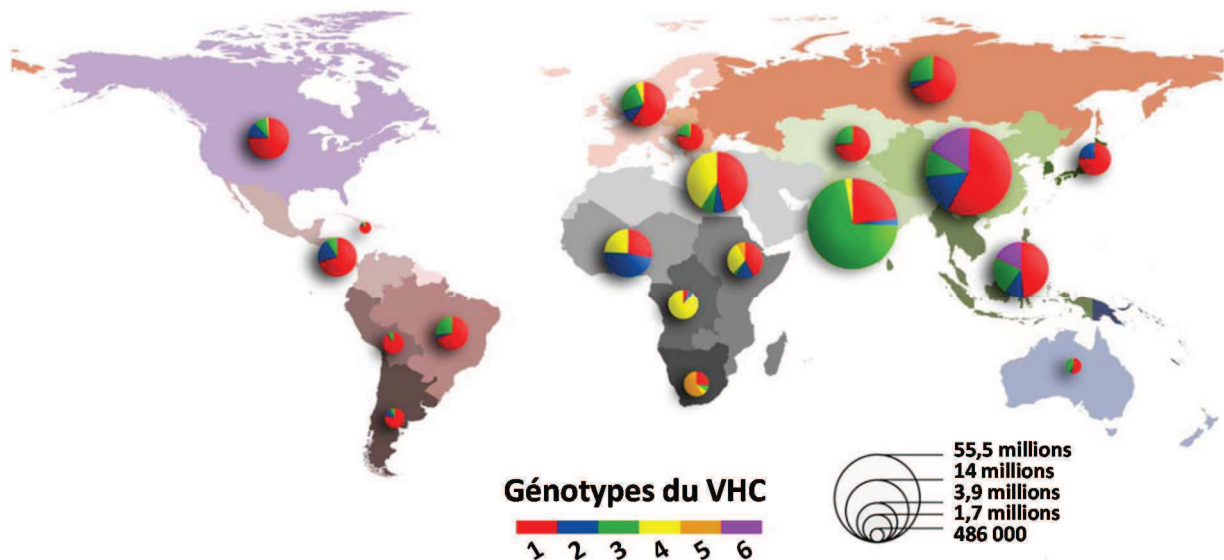 55,5 millions
14 millions
3,9 millions
1,7 millions
486 000
Génotypes du VHC
1 2 3 4 5 6